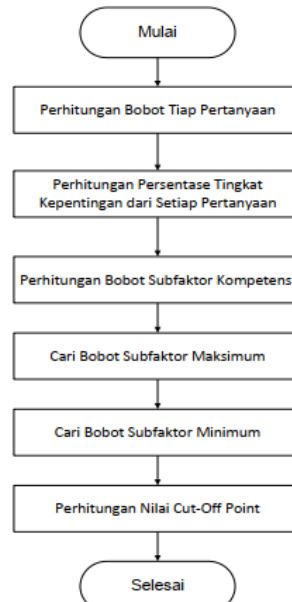 Mulai
Perhitungan Bobot Tiap Pertanyaan
Perhitungan Persentase Tingkat
Kepentingan dari Setiap Pertanyaan
Perhitungan Bobot Subfaktor Kompetens
Cari Bobot Subfaktor Maksimum
Cari Bobot Subfaktor Minimum
Perhitungan Nilai Cut-Off Point
Selesai